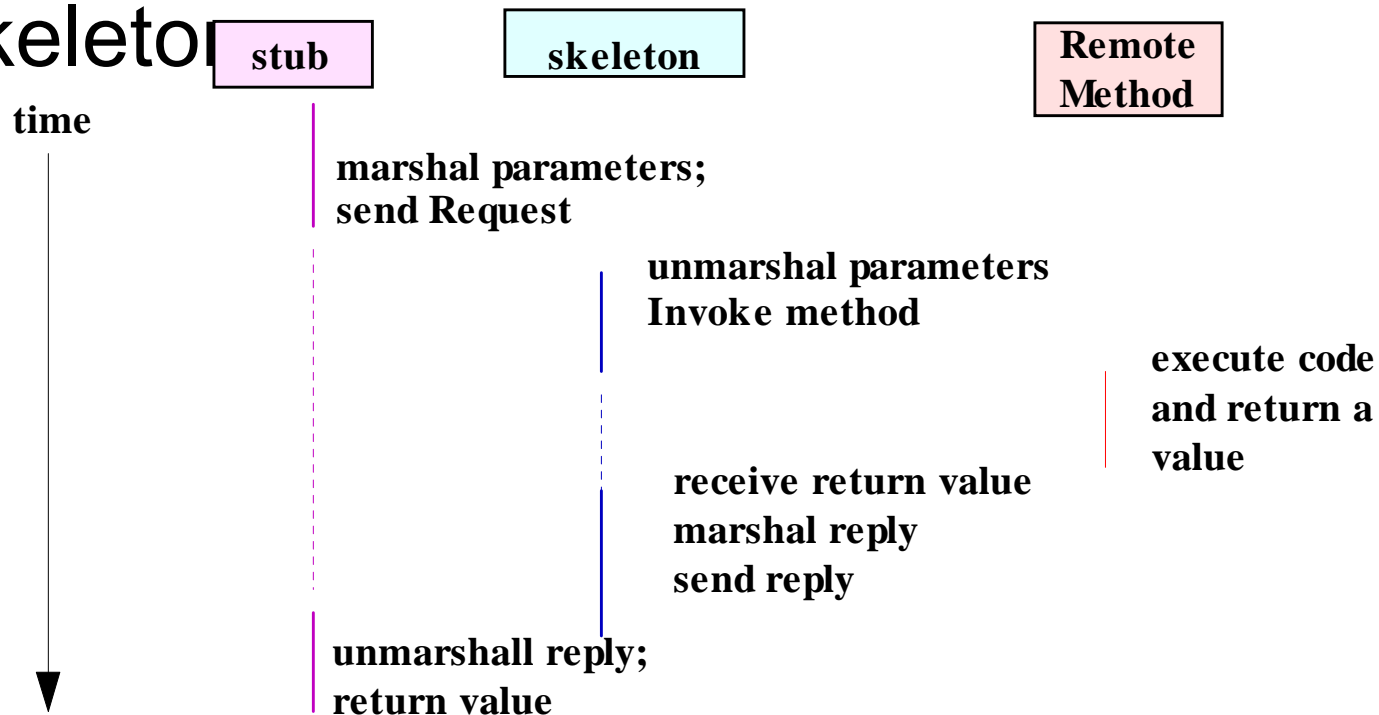 keleto
stub
skeleton
Remote
Method
time
marshal parameters;
send Request
unmarshal parameters
Invoke method
execute code
and return a
value
receive return value
marshal reply
send reply
unmarshall reply;
return value